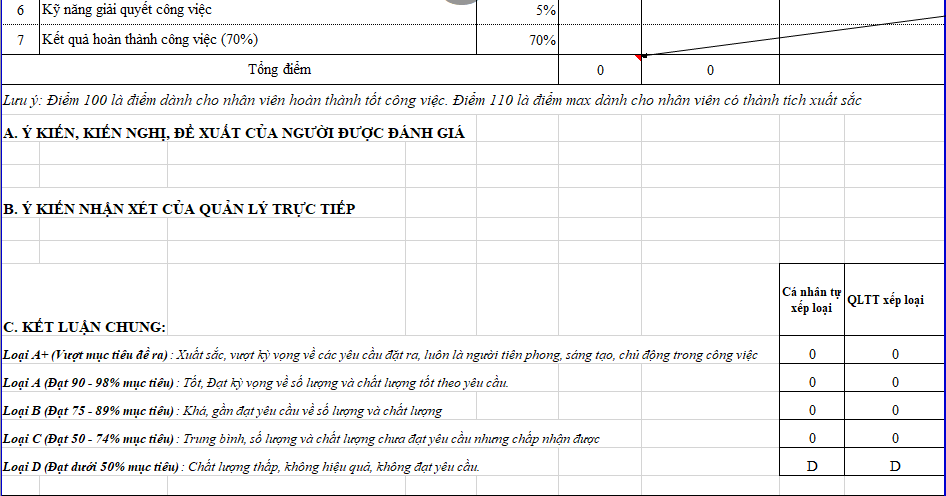 6 Kỹ năng giải quyết công việc 5%
7 Kết quả hoàn thành công việc (70%) 70%
Tổng điểm 0 0
Lưu ý: Điểm 100 là điểm dành cho nhân viên hoàn thành tốt công việc. Điểm 110 là điểm max dành cho nhân viên có thành tích xuất sắc
A. Ý KIẾN, KIẾN NGHỊ, ĐỀ XUẤT CỦA NGƯỜI ĐƯỢC ĐÁNH GIÁ
B. Ý KIẾN NHẬN XÉT CỦA QUẢN LÝ TRỰC TIẾP
Cá nhân tự
xếp loại
QLTT xếp loại
C. KẾT LUẬN CHUNG:
Loại A+ (Vượt mục tiêu đề ra) : Xuất sắc, vượt kỳ vọng về các yêu cầu đặt ra, luôn là người tiên phong, sáng tạo, chủ động trong công việc 0 0
Loại A (Đạt 90 - 98% mục tiêu) : Tốt, Đạt kỳ vọng về số lượng và chất lượng tốt theo yêu cầu. 0 0
Loại B (Đạt 75 - 89% mục tiêu) : Khá, gần đạt yêu cầu về số lượng và chất lượng 0 0
Loại C (Đạt 50 - 74% mục tiêu) : Trung bình, số lượng và chất lượng chưa đạt yêu cầu nhưng chấp nhận được 0 0
Loại D (Đạt dưới 50% mục tiêu) : Chất lượng thấp, không hiệu quả, không đạt yêu cầu. D D